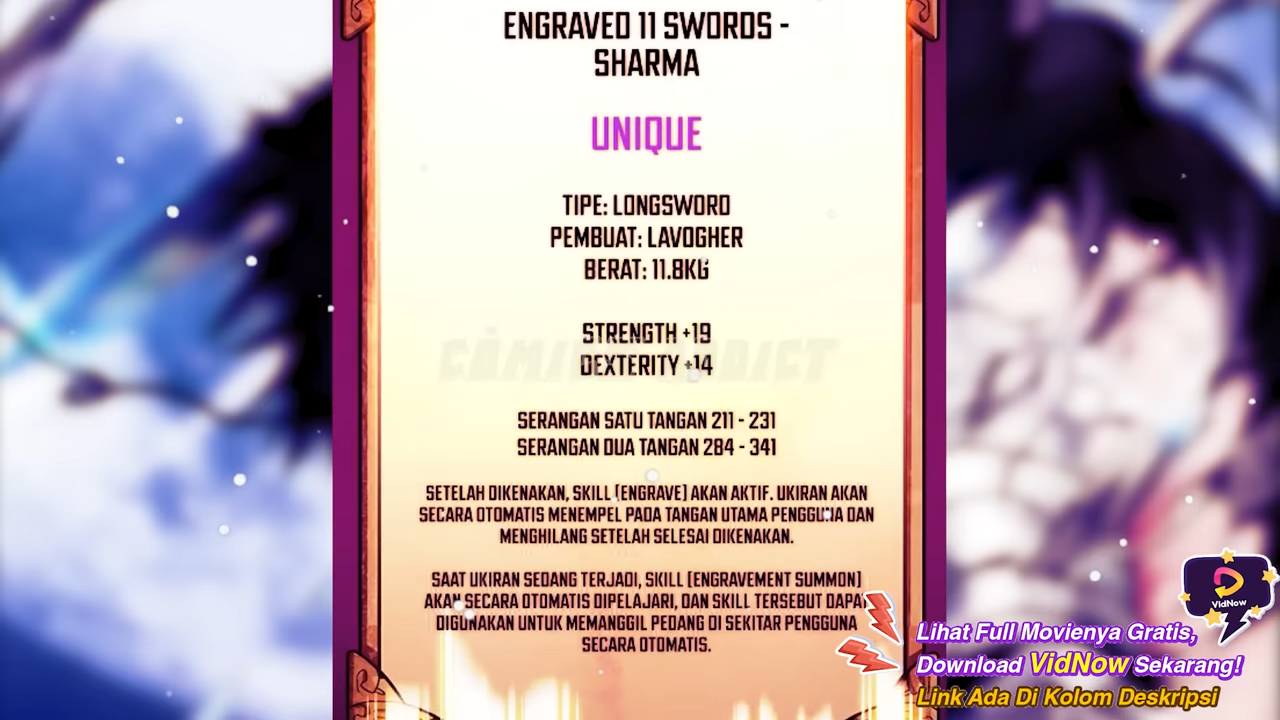 ENGRAVED 11 SWORDS -
SHARMA
UNIQUE
TIPE: LONGSWORD
PEMBUAT: LAVOGHER
BERAT: 11.8KG
STRENGTH +19
DEXTERITY +14
SERANGAN SATU TANGAN 211 - 231
SERANGAN DUA TANGAN 284 - 341
SETELAH DIKENAKAN, SKILL [ENGRAVE] AKAN AKTIF. UKIRAN AKAN
SECARA OTOMATIS MENEMPEL PADA TANGAN UTAMA PENGGUNA DAN
MENGHILANG SETELAH SELESAI DIKENAKAN.
SAAT UKIRAN SEDANG TERJADI, SKILL [ENGRAVEMENT SUMMON]
AKAN SECARA OTOMATIS DIPELAJARI, DAN SKILL TERSEBUT DAPAT
DIGUNAKAN UNTUK MEMANGGIL PEDANG DI SEKITAR PENGGUNA
SECARA OTOMATIS.
VidNow
Lihat Full Movienya Gratis,
Download VidNow Sekarang!
Link Ada Di Kolom Deskripsi